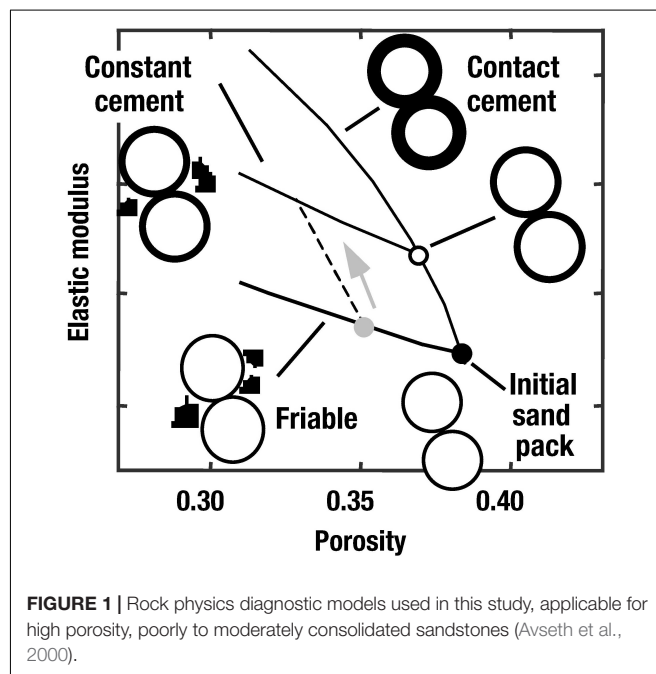 Constant
cement
Contact
cement
Elastic modulus
Friable
Initial
sand
pack
0.30
0.35
0.40
Porosity
FIGURE 1 | Rock physics diagnostic models used in this study, applicable for
high porosity, poorly to moderately consolidated sandstones (Avseth et al.,
2000).